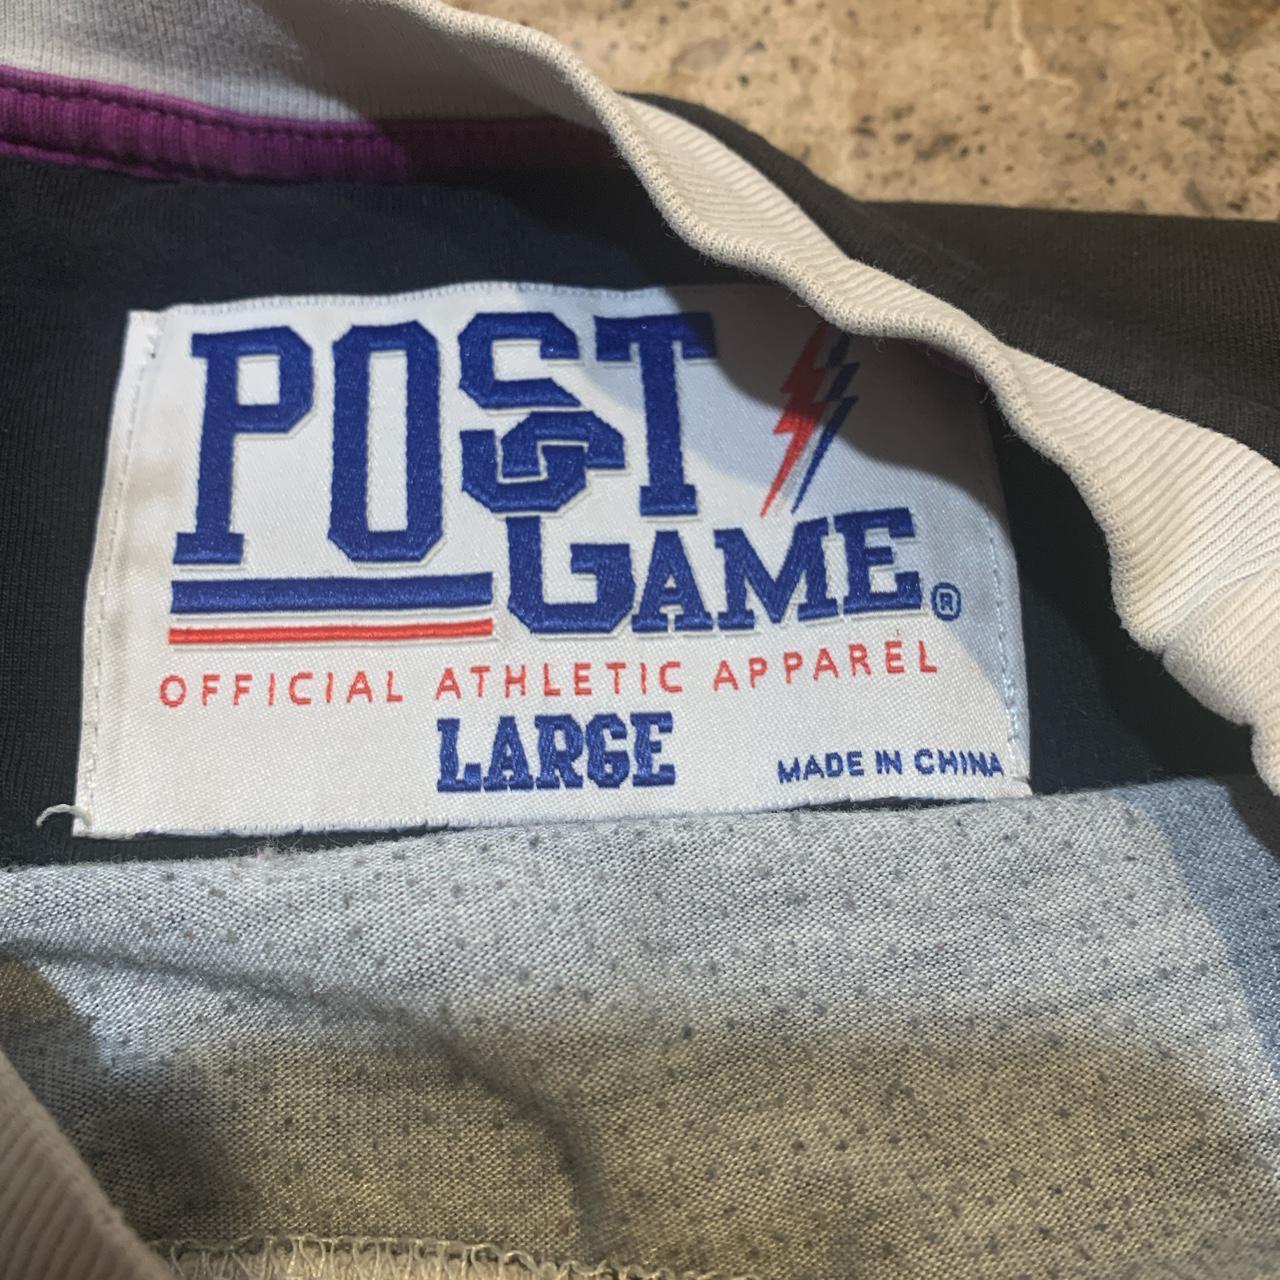 POST
GAME®
OFFICIAL ATHLETIC APPAREL
LARGE
MADE IN CHINA